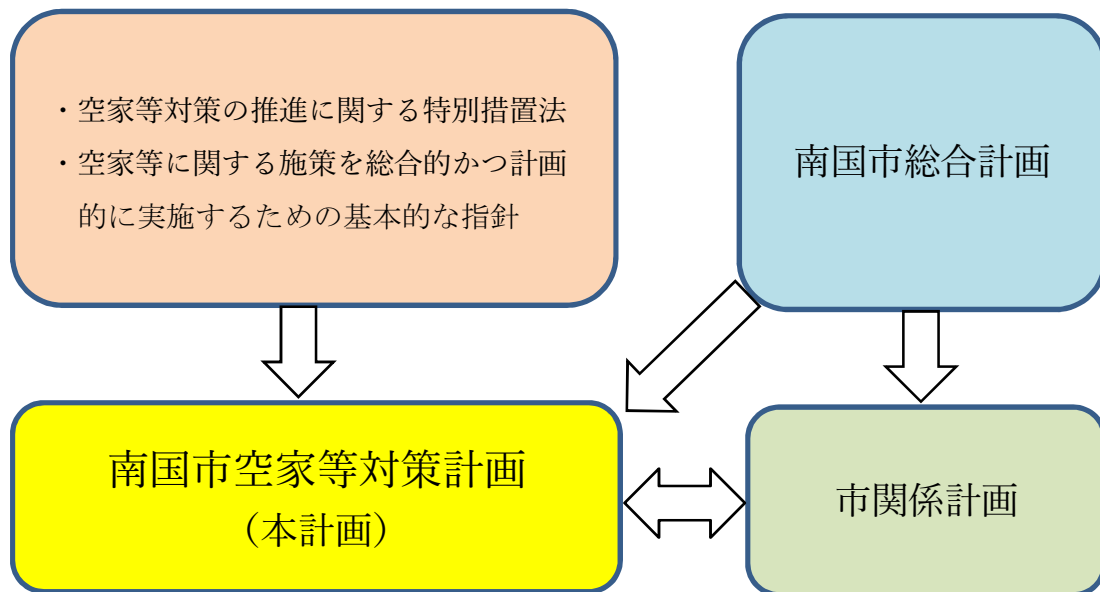 ・空家等対策の推進に関する特別措置法
・空家等に関する施策を総合的かつ計画
的に実施するための基本的な指針
南国市総合計画
南国市空家等対策計画
（本計画）
市関係計画